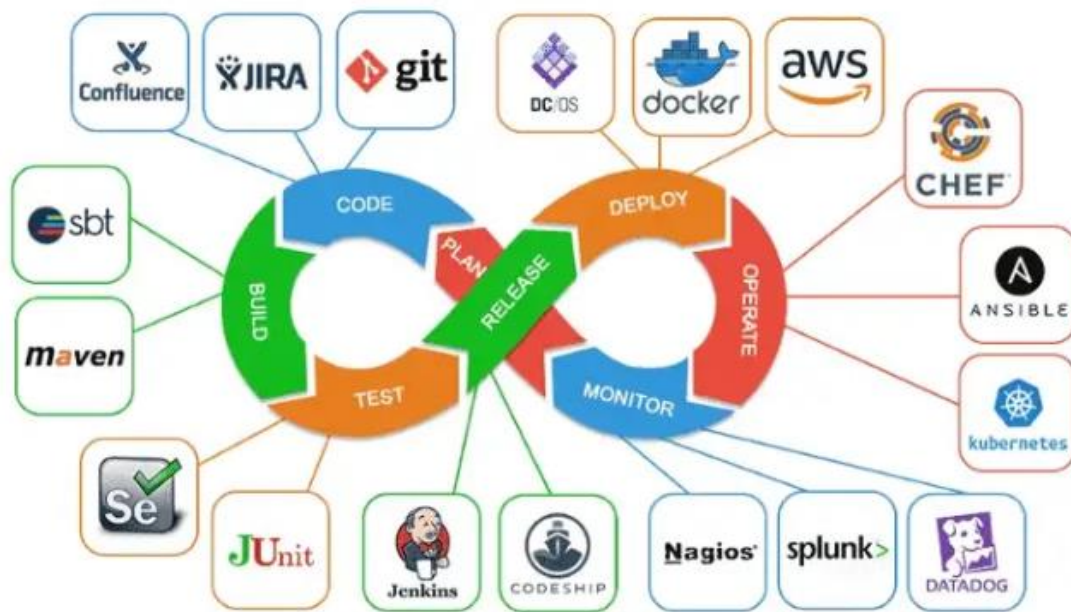 Confluence
JIRA
git
DC/OS
docker
aws
CHEF
sbt
CODE
PLAN
RELEASE
DEPLOY
OPERATE
ANSIBLE
BUILD
maven
TEST
MONITOR
kubernetes
Se
JUnit
Jenkins
CODESHIP
Nagios®
splunk>
DATADOG